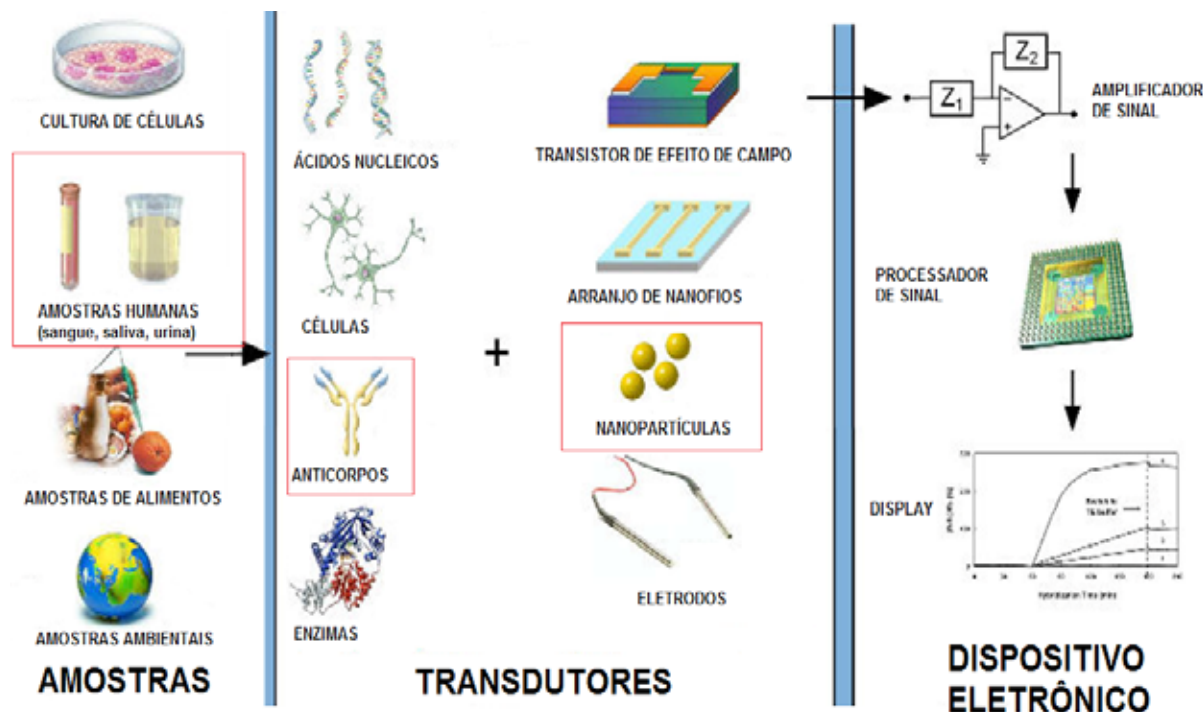 CULTURA DE CÉLULAS
AMOSTRAS HUMANAS
(sangue, saliva, urina)
AMOSTRAS DE ALIMENTOS
AMOSTRAS AMBIENTAIS
AMOSTRAS
ÁCIDOS NUCLEICOS
CÉLULAS
ANTICORPOS
ENZIMAS
+
TRANSISTOR DE EFEITO DE CAMPO
ARRANJO DE NANOFIOS
NANOPARTÍCULAS
ELETRODOS
TRANSDUTORES
Z1
Z2
AMPLIFICADOR
DE SINAL
PROCESSADOR
DE SINAL
DISPLAY
DISPOSITIVO
ELETRÔNICO